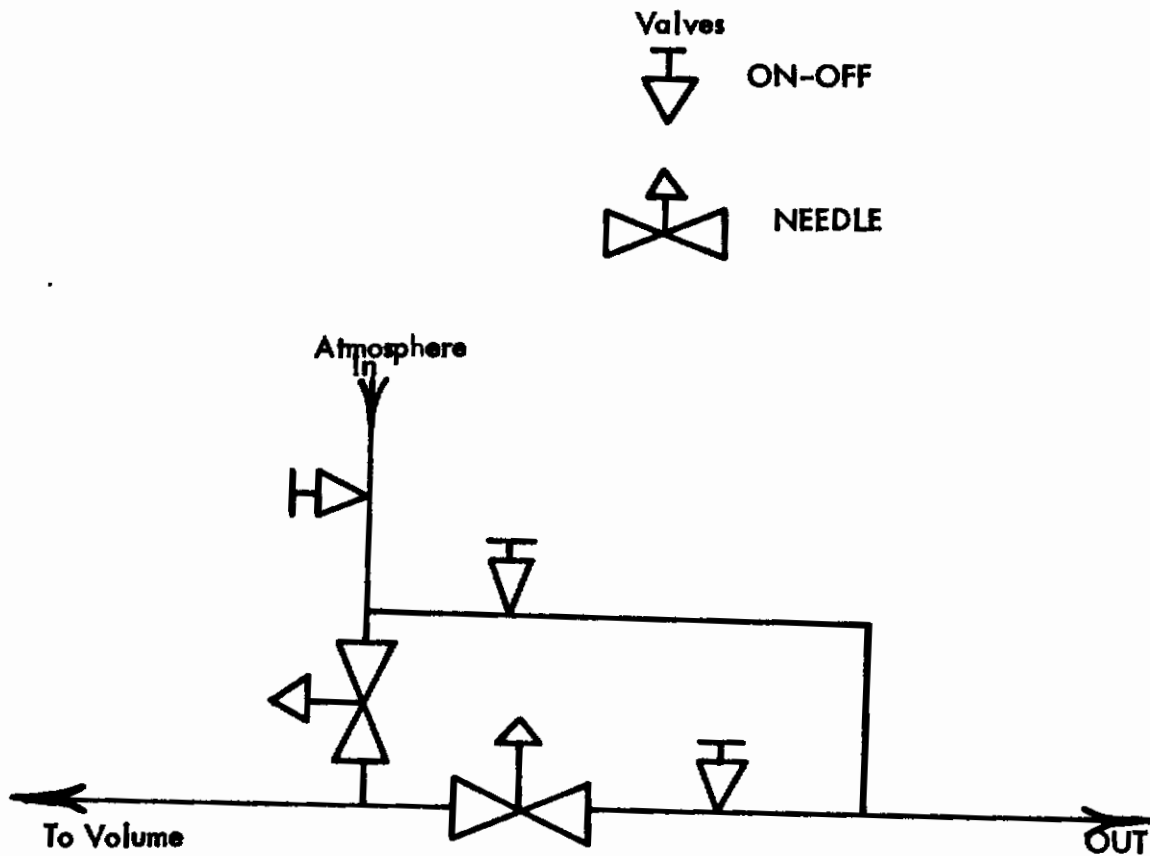 Valves
ON-OFF
NEEDLE
Atmosphere
In
To Volume
OUT